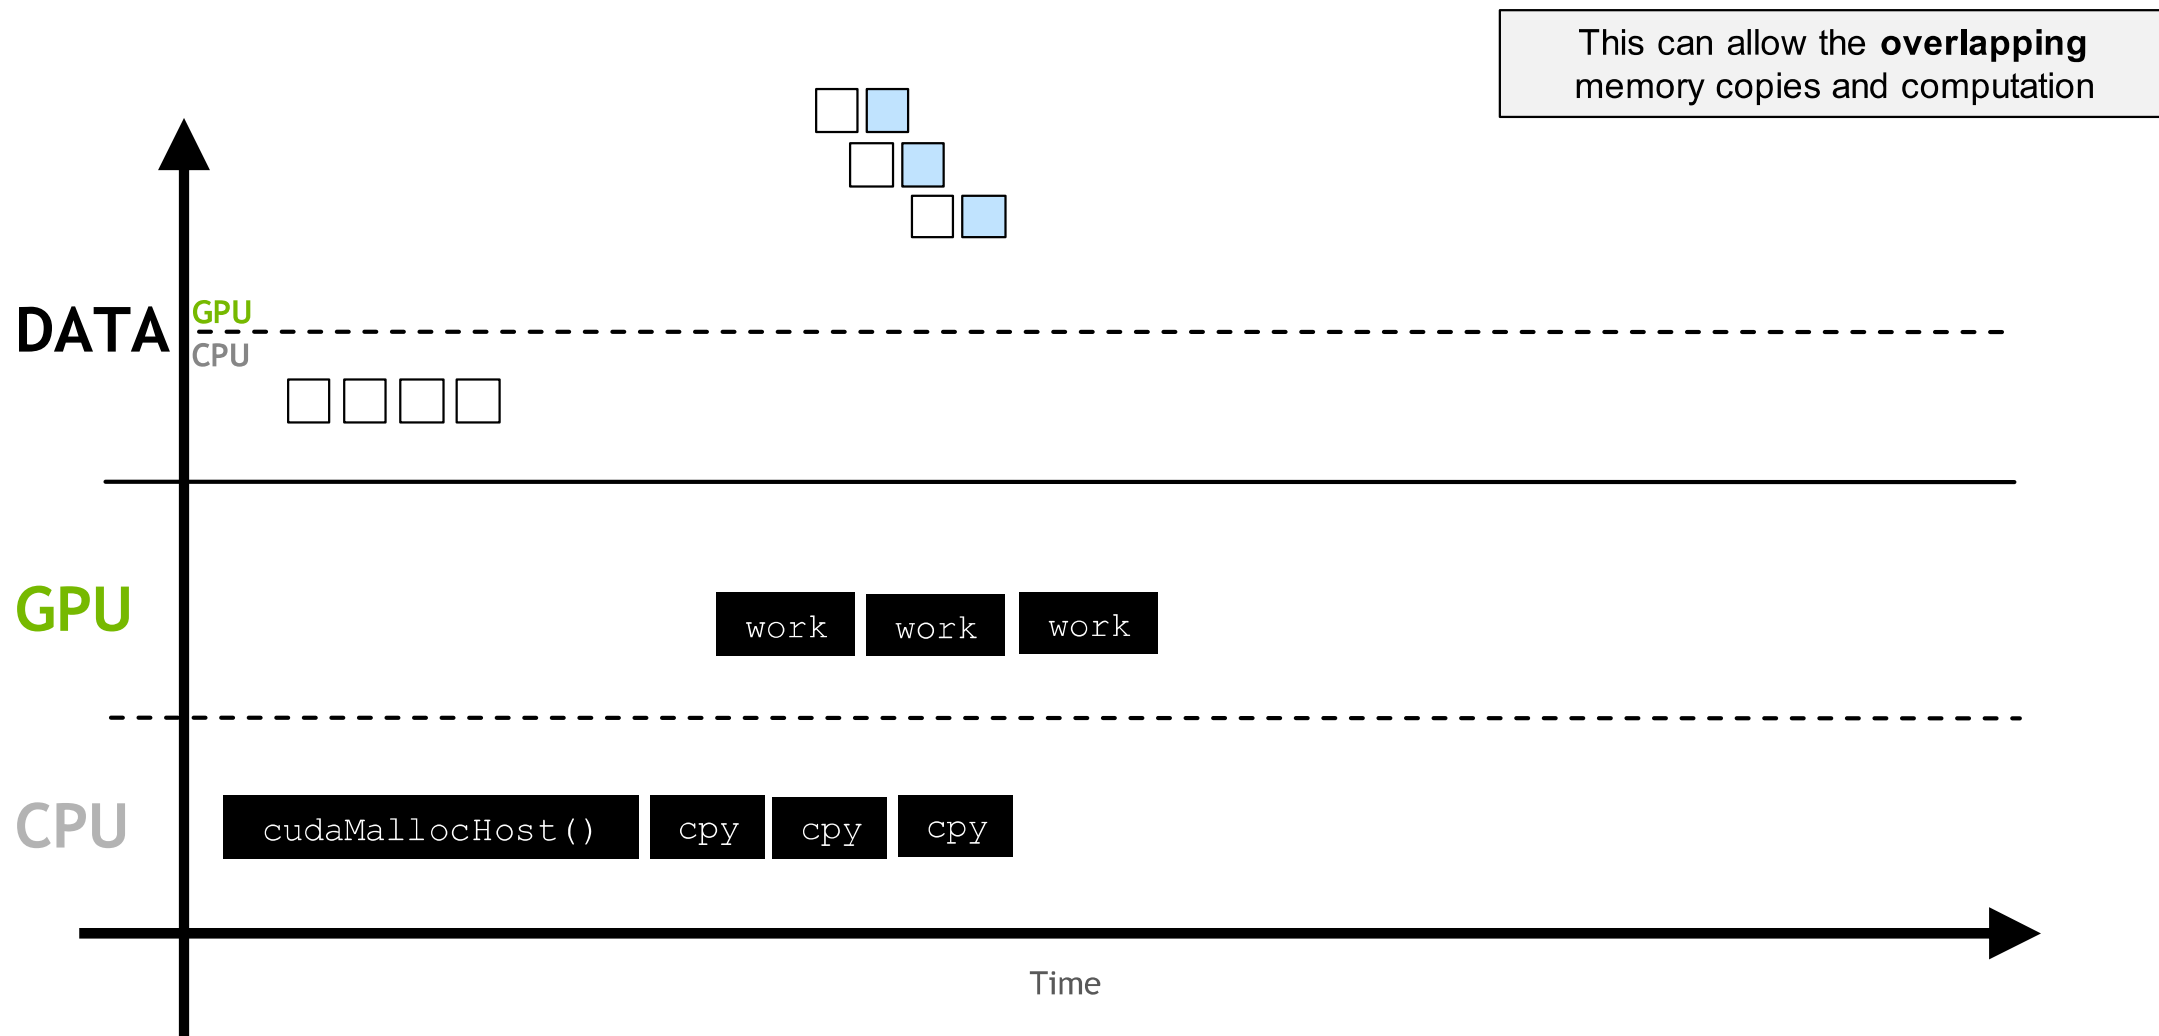 This can allow the overlapping
memory copies and computation
DATA
GPU
CPU
GPU
work work work
CPU
cudaMallocHost() cpy cpy cpy
Time